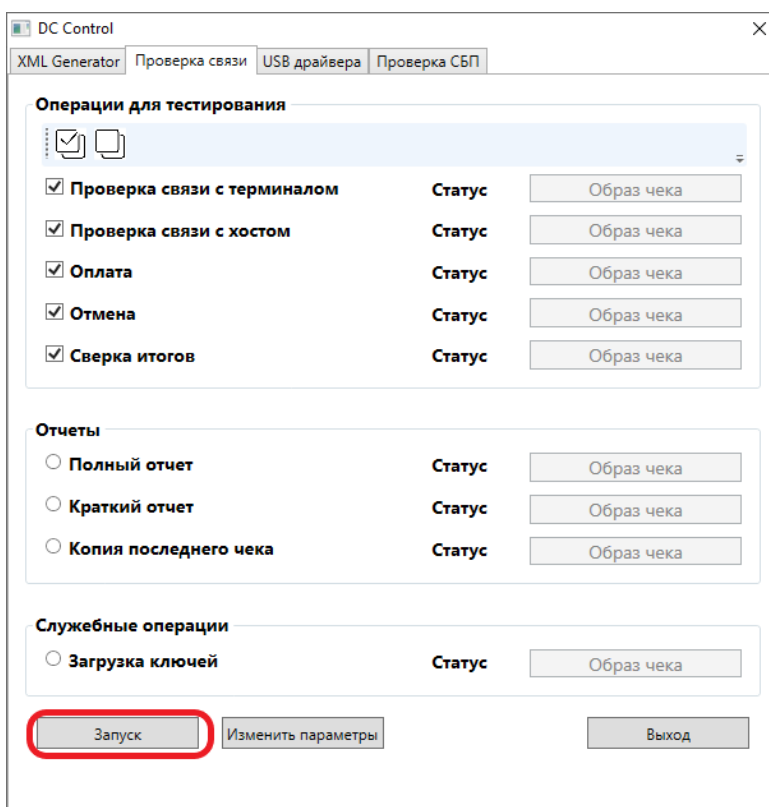 DC Control
XML Generator Проверка связи USB драйвера Проверка СБП
Операции для тестирования
Проверка связи с терминалом Статус Образ чека
Проверка связи с хостом Статус Образ чека
Оплата Статус Образ чека
Отмена Статус Образ чека
Сверка итогов Статус Образ чека
Отчеты
Полный отчет Статус Образ чека
Краткий отчет Статус Образ чека
Копия последнего чека Статус Образ чека
Служебные операции
Загрузка ключей Статус Образ чека
Запуск Изменить параметры Выход